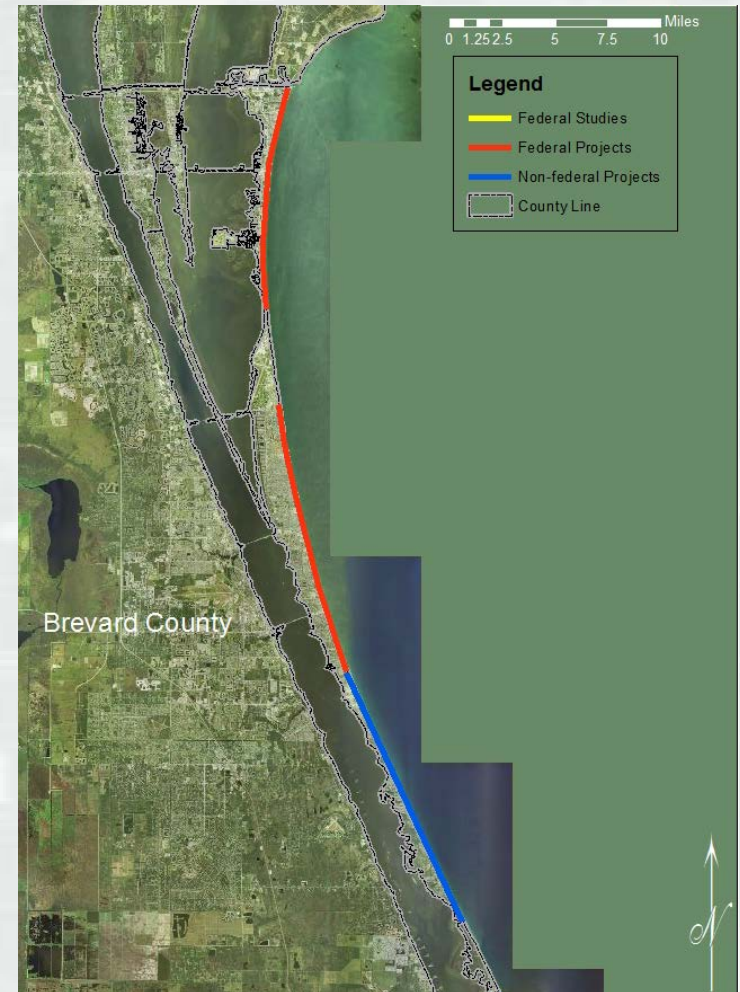 Miles
0 1.25 2.5 5 7.5 10
Legend
Federal Studies
Federal Projects
Non-federal Projects
County Line
Brevard County
N